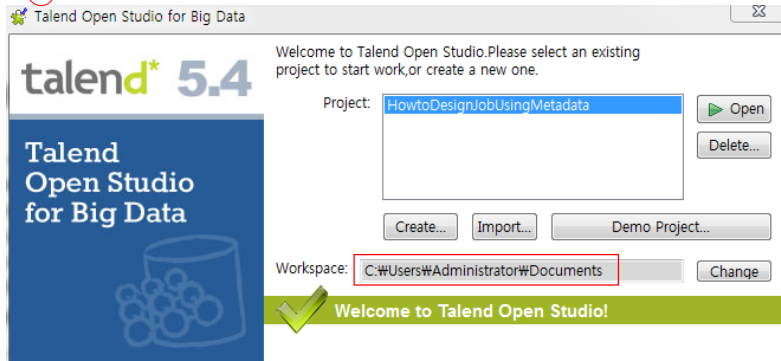 Talend Open Studio for Big Data
talend* 5.4
Talend
Open Studio
for Big Data
Welcome to Talend Open Studio.Please select an existing
project to start work,or create a new one.
Project:
HowtoDesignJobUsingMetadata
Open
Delete...
Create...
Import...
Demo Project...
Workspace:
C:₩Users₩Administrator₩Documents
Change
Welcome to Talend Open Studio!